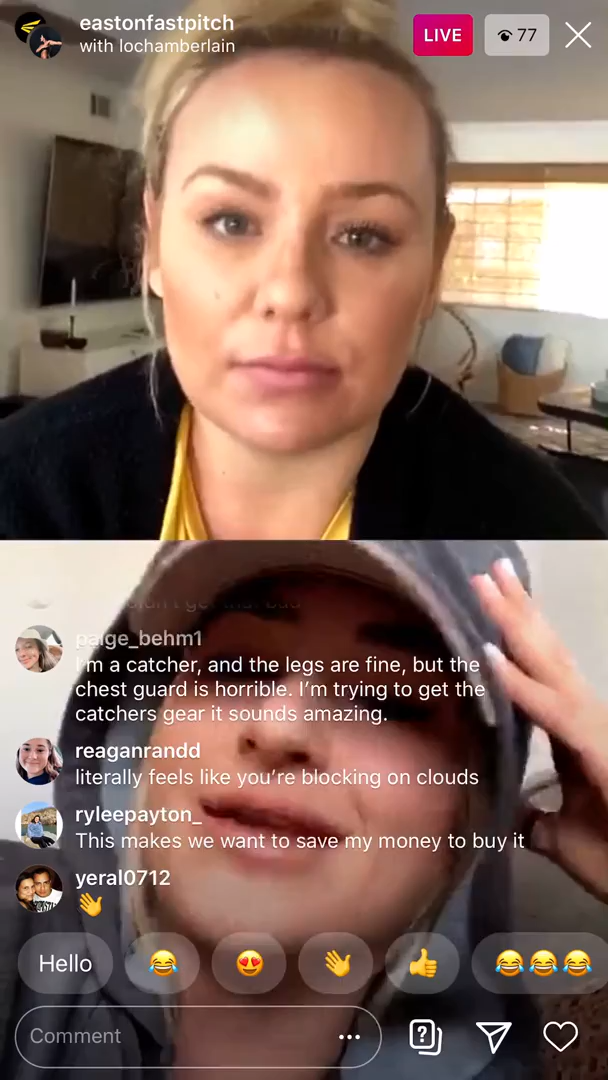 eastonfastpitch
with lochamberlain
LIVE
77
paige_behm1
I'm a catcher, and the legs are fine, but the
chest guard is horrible. I'm trying to get the
catchers gear it sounds amazing.
reaganrandd
literally feels like you're blocking on clouds
ryleepayton_
This makes we want to save my money to buy it
yeral0712
👋
Hello
😂
😍
👋
👍
😂😂😂
Comment